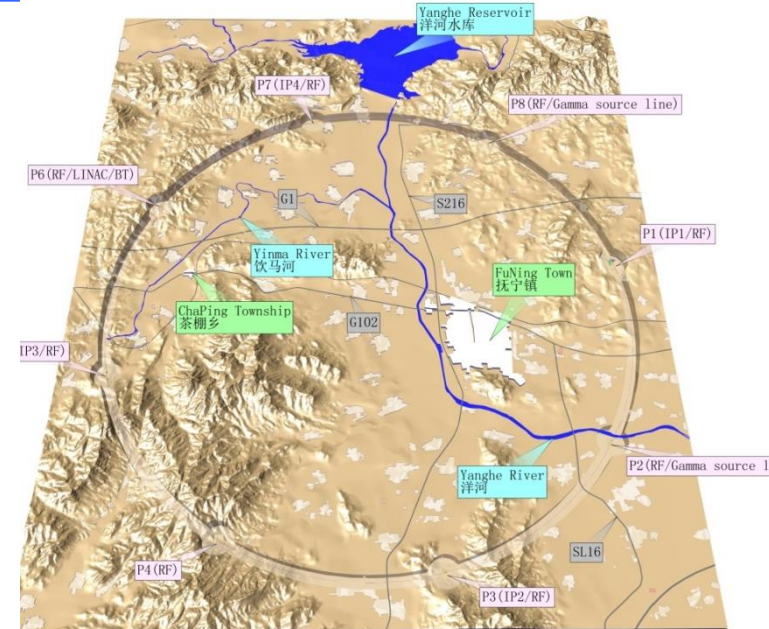 Yanghe Reservoir
洋河水库
P7(IP4/RF)
P8(RF/Gamma source line)
P6(RF/LINAC/BT)
G1
S216
P1(IP1/RF)
Yinma River
饮马河
FuNing Town
抚宁镇
ChaPing Township
茶棚乡
G102
IP3/RF)
P2(RF/Gamma source l
Yanghe River
洋河
SL16
P4(RF)
P3(IP2/RF)